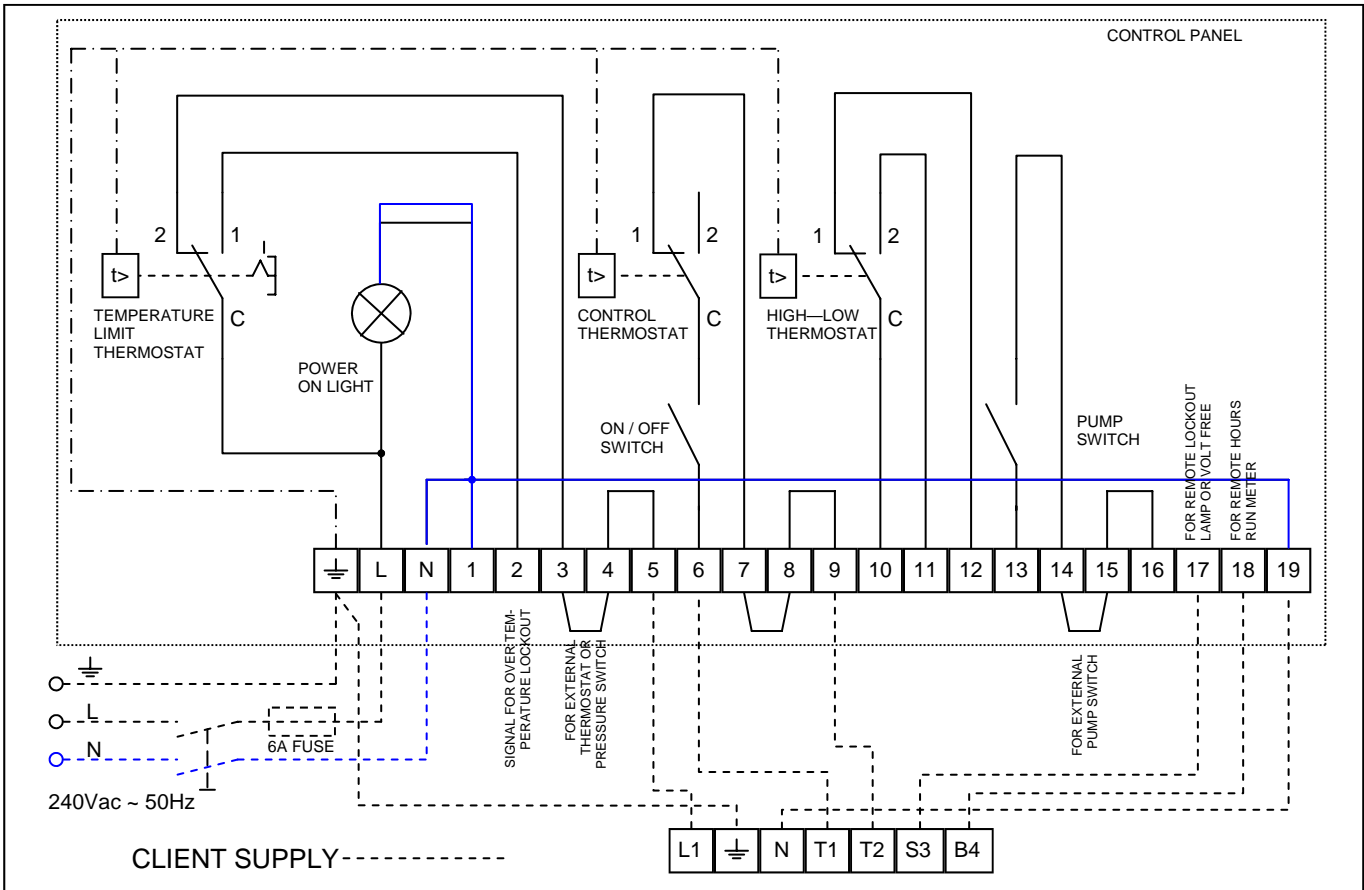 CONTROL PANEL
2 1
t>
C
TEMPERATURE
LIMIT
THERMOSTAT
POWER
ON LIGHT
1 2
t>
C
CONTROL
THERMOSTAT
1 2
t>
C
HIGH—LOW
THERMOSTAT
ON / OFF
SWITCH
PUMP
SWITCH
FOR REMOTE LOCKOUT
LAMP OR VOLT FREE
FOR REMOTE HOURS
RUN METER
L N 1 2 3 4 5 6 7 8 9 10 11 12 13 14 15 16 17 18 19
SIGNAL FOR OVER TEM-
PERATURE LOCKOUT
FOR EXTERNAL
THERMOSTAT OR
PRESSURE SWITCH
FOR EXTERNAL
PUMP SWITCH
L
N
6A FUSE
240Vac ~ 50Hz
CLIENT SUPPLY
L1 N T1 T2 S3 B4